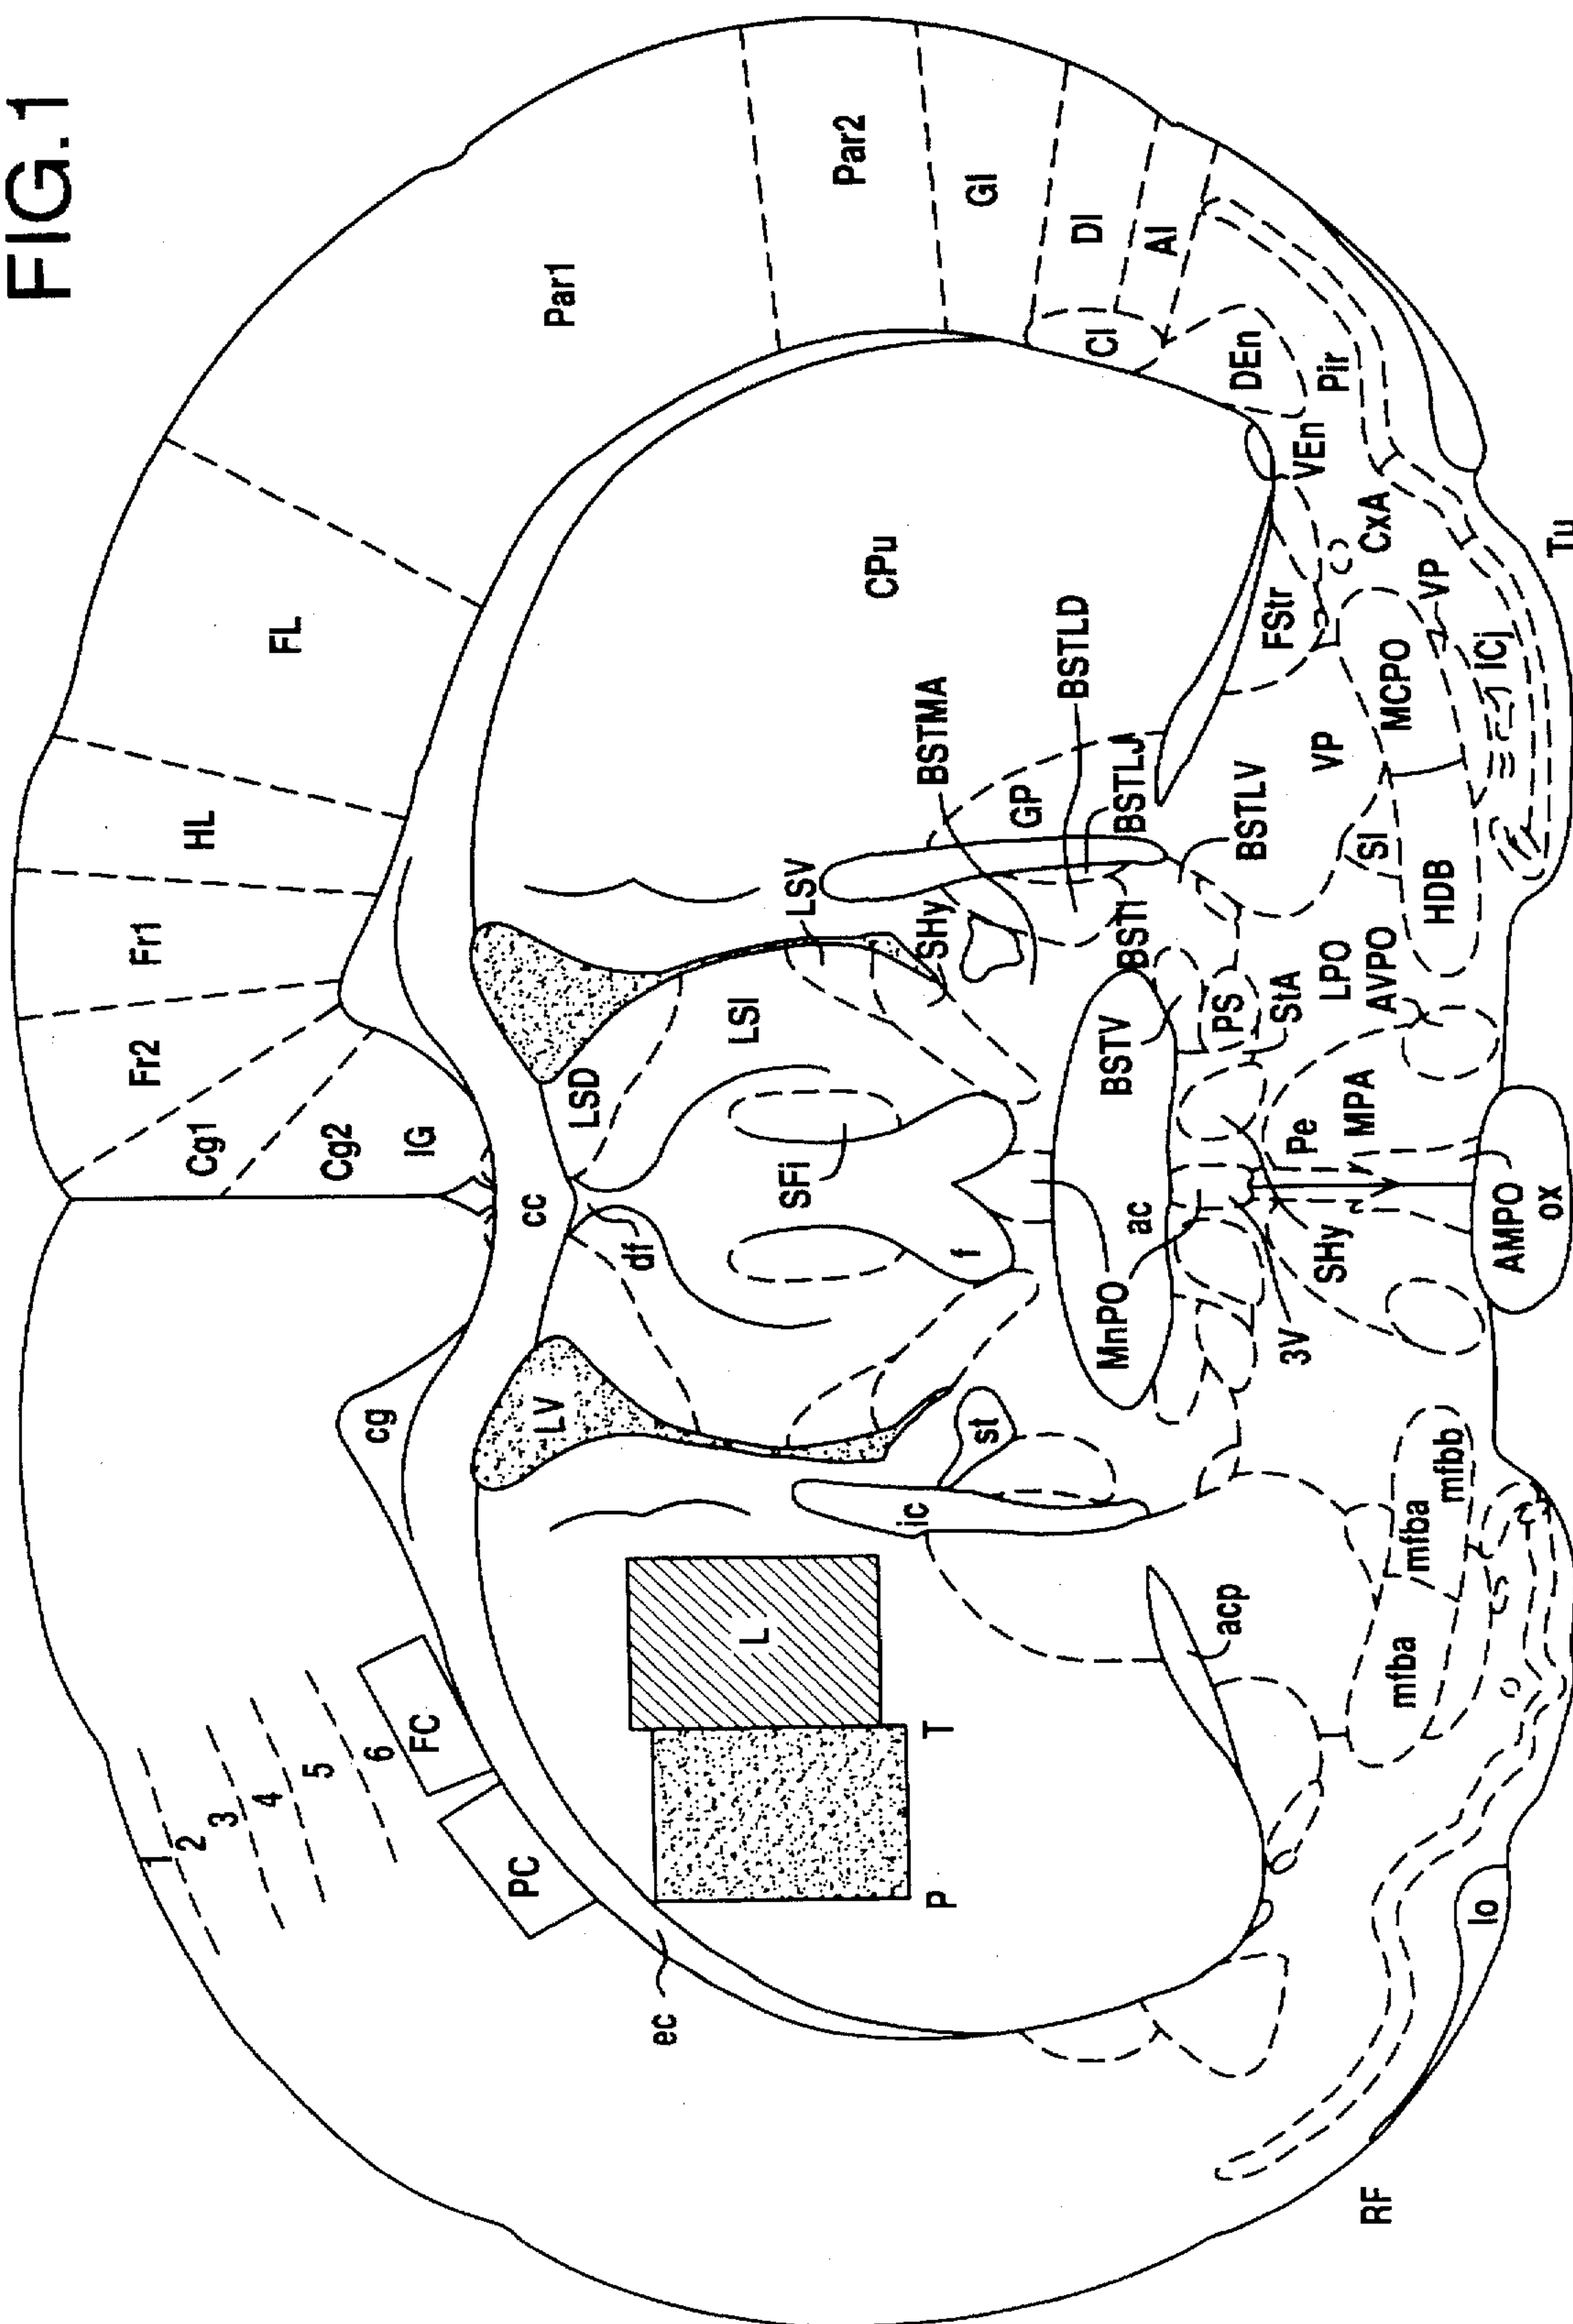 FIG.1
Fr2
Fr1
HL
FL
Par1
Par2
GI
DI
AI
Cg1
Cg2
IG
cg
cc
1
2
3
4
5
6
FC
PC
LV
df
LSD
LSI
LSV
SFi
L
ec
P
T
CPu
SHy
BSTMA
GP
BSTLD
BSTLJ
f
ic
st
MnPO
ac
BSTV
BSTI
Cl
DEn
VEn
Pir
BSTLV
FStr
PS
StA
acp
3V
SHy
Pe
MPA
LPO
AVPO
VP
SI
CxA
MCPO
VP
HDB
ICj
Tu
mfba
mfba
mfbb
lo
RF
AMPO
ox